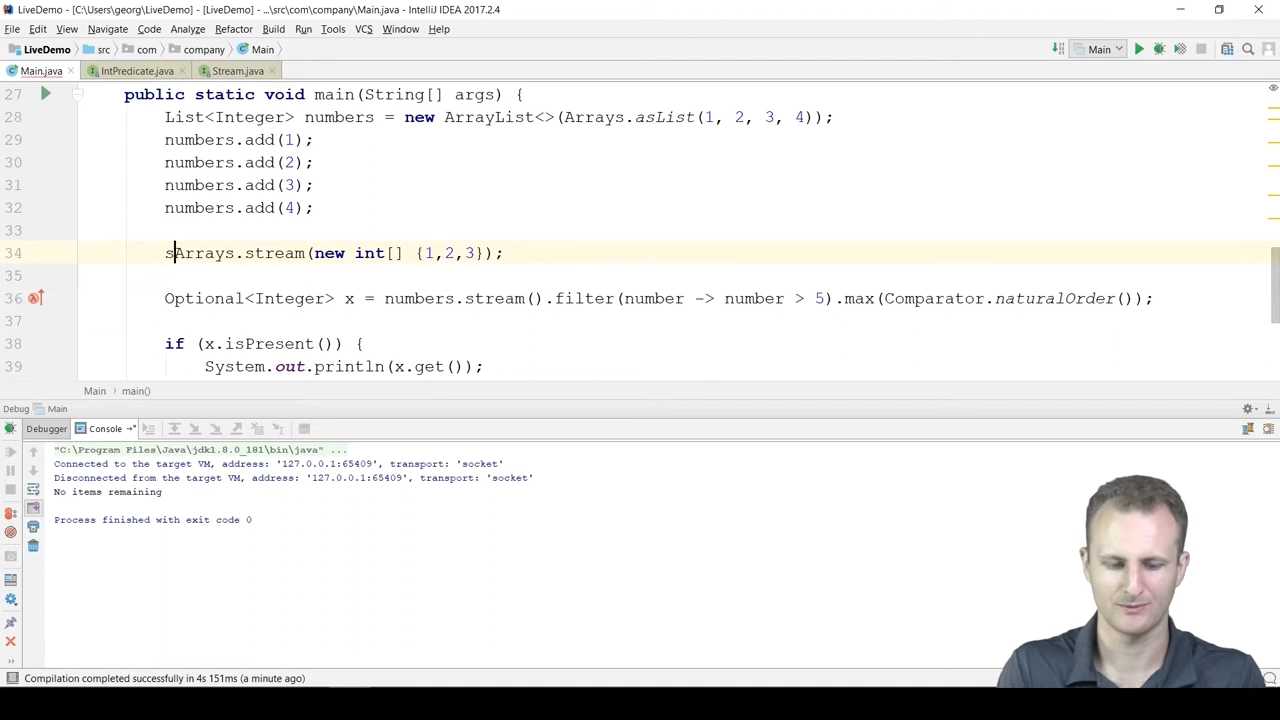 LiveDemo - [C:\Users\georg\LiveDemo] - [LiveDemo] - ...\src\com\company\Main.java - IntelliJ IDEA 2017.2.4
File Edit View Navigate Code Analyze Refactor Build Run Tools VCS Window Help
LiveDemo src com company Main Main
Main.java IntPredicate.java Stream.java
27 public static void main(String[] args) {
28 List<Integer> numbers = new ArrayList<>(Arrays.asList(1, 2, 3, 4));
29 numbers.add(1);
30 numbers.add(2);
31 numbers.add(3);
32 numbers.add(4);
33
34 sArrays.stream(new int[] {1,2,3});
35
36 Optional<Integer> x = numbers.stream().filter(number -> number > 5).max(Comparator.naturalOrder());
37
38 if (x.isPresent()) {
39 System.out.println(x.get());
Main main()
Debug Main
Debugger Console
"C:\Program Files\Java\jdk1.8.0_181\bin\java" ...
Connected to the target VM, address: '127.0.0.1:65409', transport: 'socket'
Disconnected from the target VM, address: '127.0.0.1:65409', transport: 'socket'
No items remaining
Process finished with exit code 0
Compilation completed successfully in 4s 151ms (a minute ago)